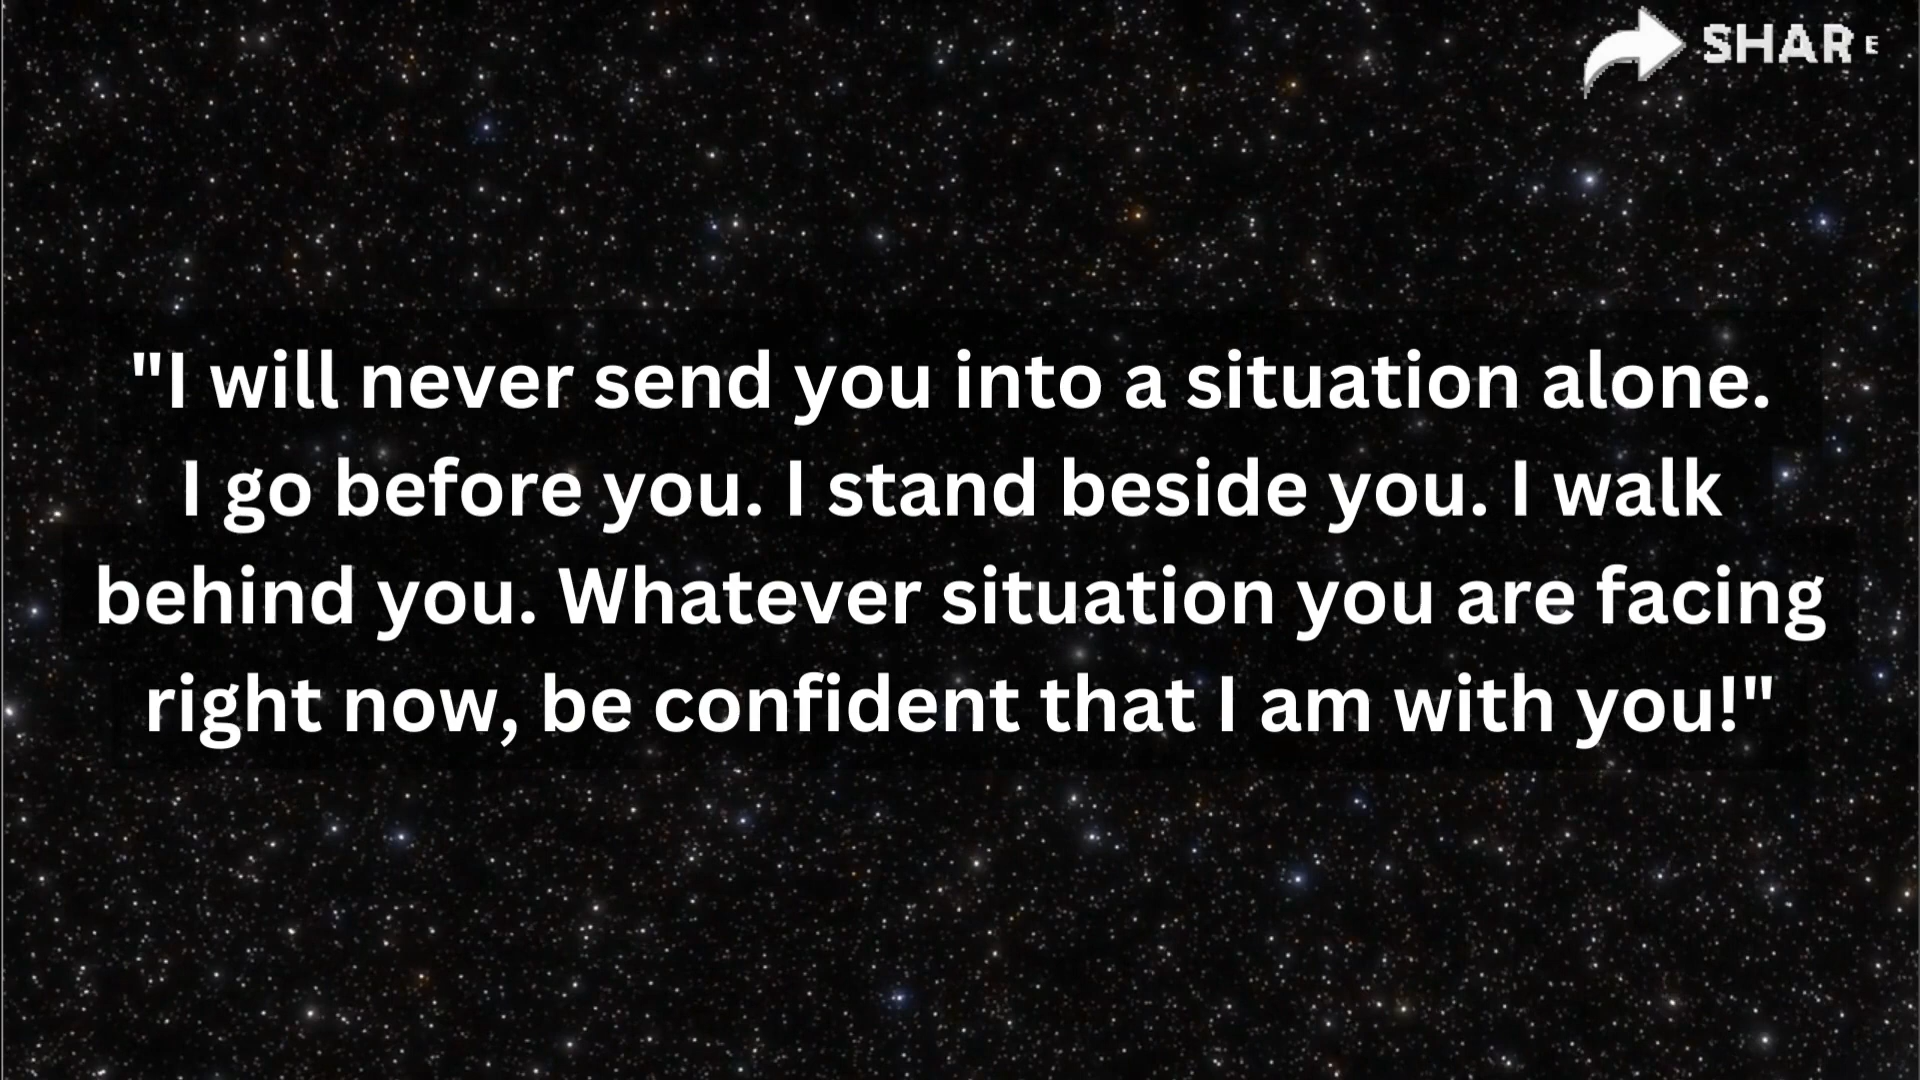 SHARE
"I will never send you into a situation alone.
I go before you. I stand beside you. I walk
behind you. Whatever situation you are facing
right now, be confident that I am with you!"